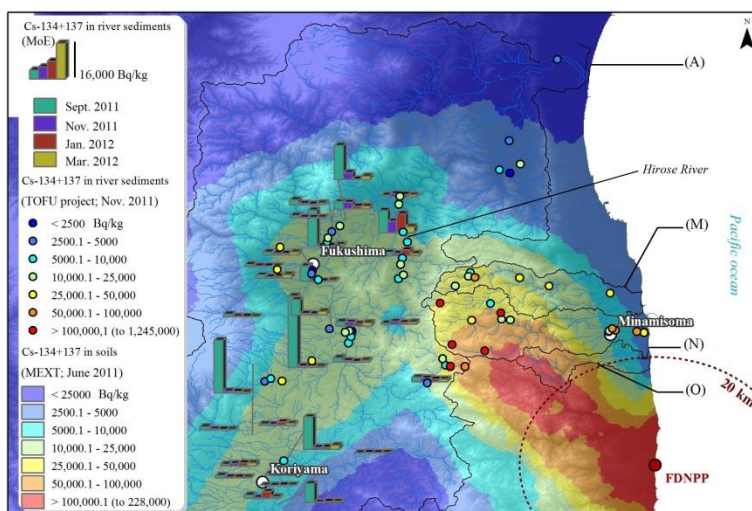 Cs-134+137 in river sediments
(MoE)
16,000 Bq/kg
Sept. 2011
Nov. 2011
Jan. 2012
Mar. 2012
Cs-134+137 in river sediments
(TOFU project; Nov. 2011)
< 2500 Bq/kg
2500.1 - 5000
5000.1 - 10,000
10,000.1 - 25,000
25,000.1 - 50,000
50,000.1 - 100,000
> 100,000,1 (to 1,245,000)
Cs-134+137 in soils
(MEXT; June 2011)
< 25000 Bq/kg
2500.1 - 5000
5000.1 - 10,000
10,000.1 - 25,000
25,000.1 - 50,000
50,000.1 - 100,000
> 100,000.1 (to 228,000)
N
(A)
Hirose River
Pacific ocean
(M)
Fukushima
Minamisoma
(N)
(O)
20 km
Koriyama
FDNPP